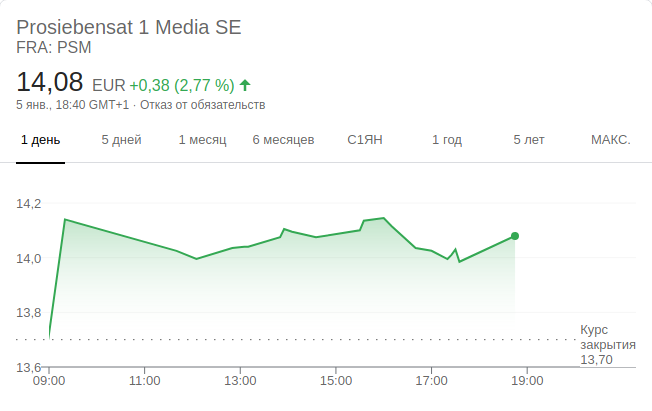 Prosiebensat 1 Media SE
FRA: PSM
14,08 EUR +0,38 (2,77 %)
5 янв., 18:40 GMT+1 · Отказ от обязательств
1 день 5 дней 1 месяц 6 месяцев С1ЯН 1 год 5 лет МАКС.
14,2
14,0
13,8
Курс
закрытия
13,70
13,6
09:00 11:00 13:00 15:00 17:00 19:00